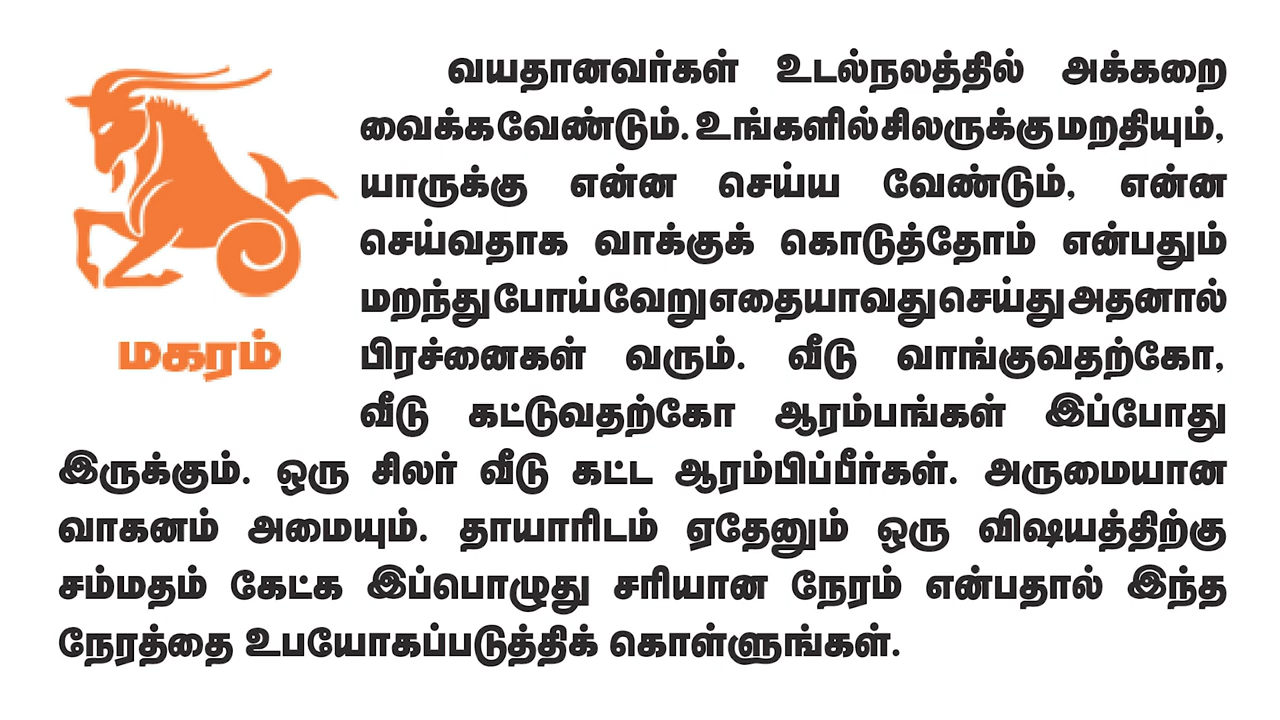 வயதானவர்கள் உடல்நலத்தில் அக்கறை
வைக்கவேண்டும். உங்களில் சிலருக்கு மறதியும்,
யாருக்கு என்ன செய்ய வேண்டும், என்ன
செய்வதாக வாக்குக் கொடுத்தோம் என்பதும்
மறந்து போய் வேறு எதையாவது செய்து அதனால்
பிரச்னைகள் வரும். வீடு வாங்குவதற்கோ,
மகரம்
வீடு கட்டுவதற்கோ ஆரம்பங்கள் இப்போது
இருக்கும். ஒரு சிலர் வீடு கட்ட ஆரம்பிப்பீர்கள். அருமையான
வாகனம் அமையும். தாயாரிடம் ஏதேனும் ஒரு விஷயத்திற்கு
சம்மதம் கேட்க இப்பொழுது சரியான நேரம் என்பதால் இந்த
நேரத்தை உபயோகப்படுத்திக் கொள்ளுங்கள்.